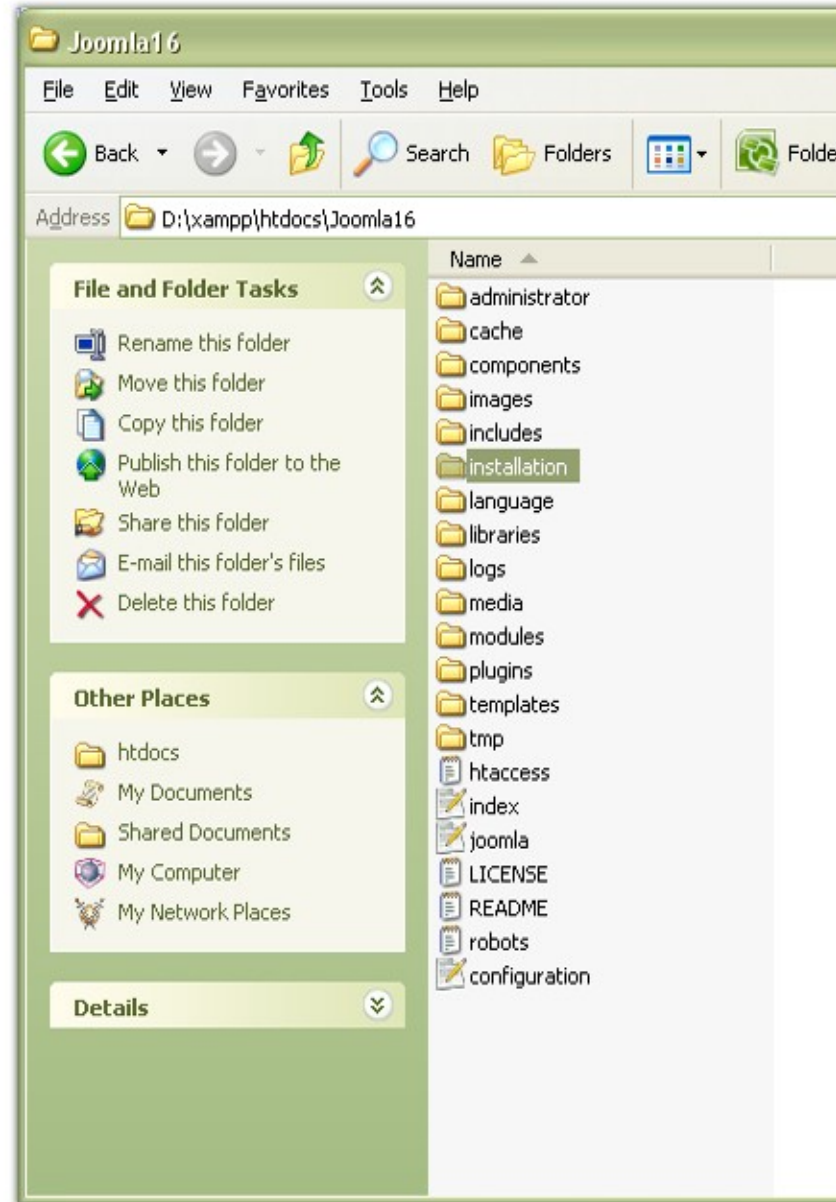 Joomla16
File Edit View Favorites Tools Help
Back Search Folders Folde
Address D:\xampp\htdocs\Joomla16
File and Folder Tasks
Rename this folder
Move this folder
Copy this folder
Publish this folder to the
Web
Share this folder
E-mail this folder's files
Delete this folder
Other Places
htdocs
My Documents
Shared Documents
My Computer
My Network Places
Details
Name
administrator
cache
components
images
includes
installation
language
libraries
logs
media
modules
plugins
templates
tmp
htaccess
index
joomla
LICENSE
README
robots
configuration